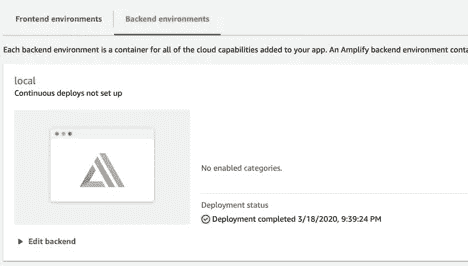 Frontend environments
Backend environments
Each backend environment is a container for all of the cloud capabilities added to your app. An Amplify backend environment
local
Continuous deploys not set up
No enabled categories.
Deployment status
Deployment completed 3/18/2020, 9:39:24 PM
Edit backend